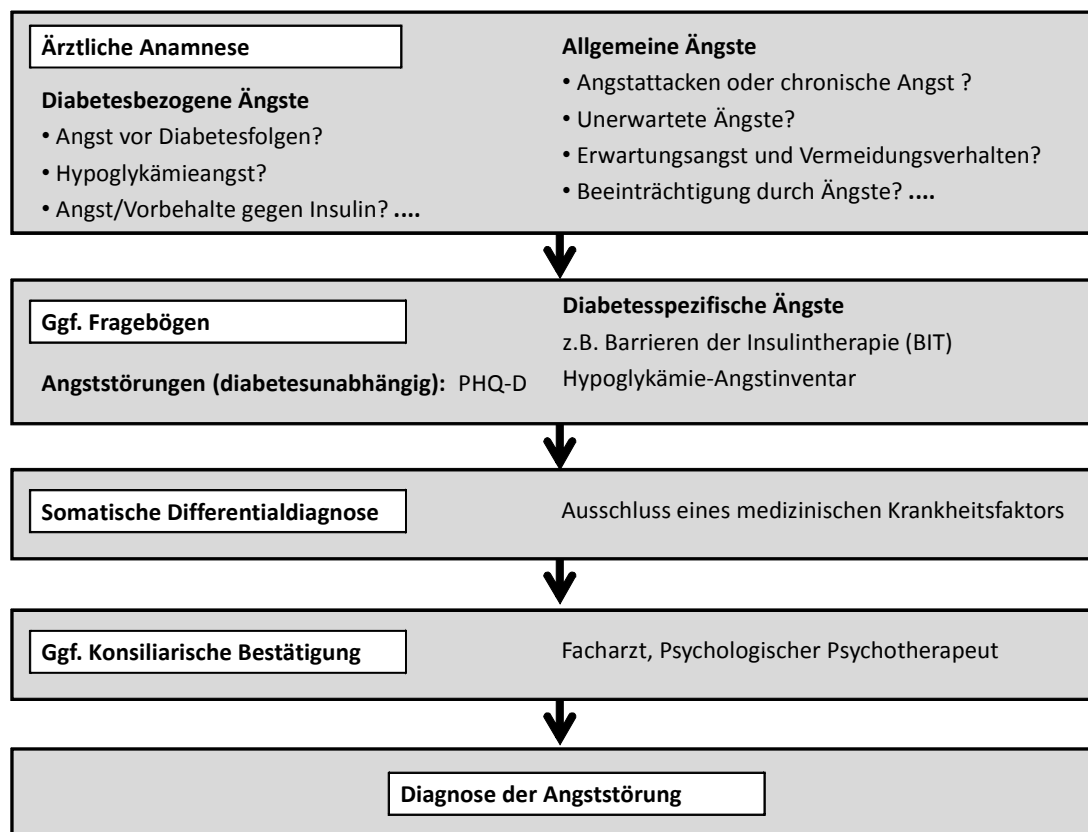 Ärztliche Anamnese
Diabetesbezogene Ängste
• Angst vor Diabetesfolgen?
• Hypoglykämieangst?
• Angst/Vorbehalte gegen Insulin? ....
Allgemeine Ängste
• Angstattacken oder chronische Angst ?
• Unerwartete Ängste?
• Erwartungsangst und Vermeidungsverhalten?
• Beeinträchtigung durch Ängste? ....
Ggf. Fragebögen
Angststörungen (diabetesunabhängig): PHQ-D
Diabetesspezifische Ängste
z.B. Barrieren der Insulintherapie (BIT)
Hypoglykämie-Angstinventar
Somatische Differentialdiagnose
Ausschluss eines medizinischen Krankheitsfaktors
Ggf. Konsiliarische Bestätigung
Facharzt, Psychologischer Psychotherapeut
Diagnose der Angststörung